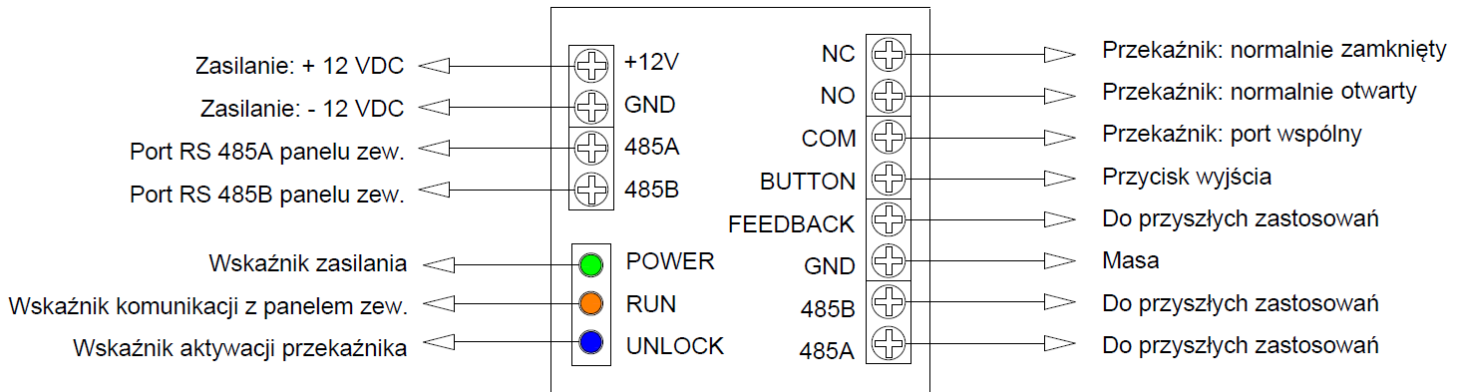 Zasilanie: + 12 VDC
+12V
NC
Przekaźnik: normalnie zamknięty
Zasilanie: - 12 VDC
GND
NO
Przekaźnik: normalnie otwarty
Port RS 485A panelu zew.
485A
COM
Przekaźnik: port wspólny
Port RS 485B panelu zew.
485B
BUTTON
Przycisk wyjścia
FEEDBACK
Do przyszłych zastosowań
Wskaźnik zasilania
POWER
GND
Masa
Wskaźnik komunikacji z panelem zew.
RUN
485B
Do przyszłych zastosowań
Wskaźnik aktywacji przekaźnika
UNLOCK
485A
Do przyszłych zastosowań